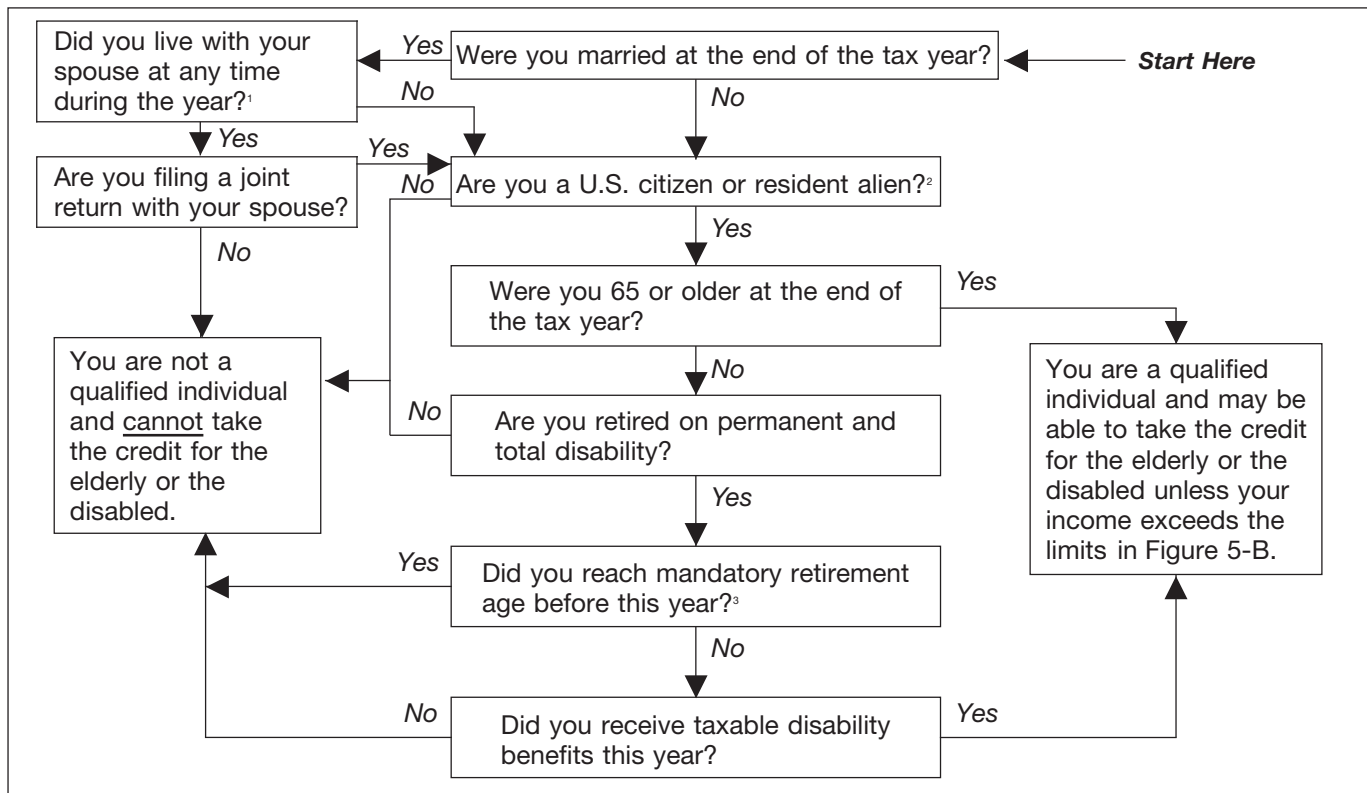 Start Here
Were you married at the end of the tax year?
Yes
No
Did you live with your
spouse at any time
during the year?¹
No
Yes
Are you filing a joint
return with your spouse?
Yes
No
Are you a U.S. citizen or resident alien?²
No
Yes
Were you 65 or older at the end of
the tax year?
Yes
No
You are not a
qualified individual
and cannot take
the credit for the
elderly or the
disabled.
You are a qualified
individual and may be
able to take the credit
for the elderly or the
disabled unless your
income exceeds the
limits in Figure 5-B.
Are you retired on permanent and
total disability?
No
Yes
Did you reach mandatory retirement
age before this year?³
Yes
No
Did you receive taxable disability
benefits this year?
No
Yes